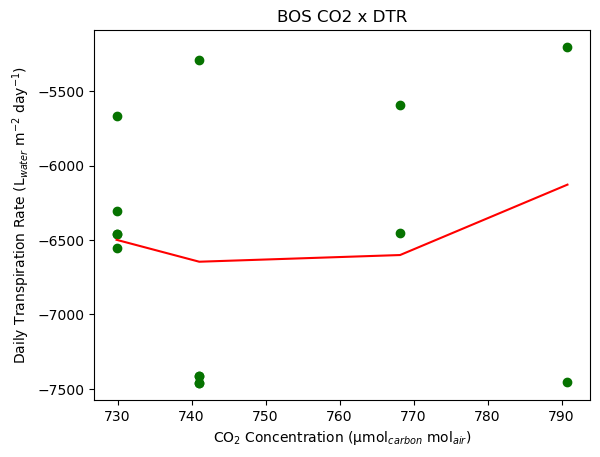 BOS CO2 x DTR
Daily Transpiration Rate (L$_{water}$ m$^{-2}$ day$^{-1}$)
−5500
−6000
−6500
−7000
−7500
730 740 750 760 770 780 790
CO$_2$ Concentration (μmol$_{carbon}$ mol$_{air}$)